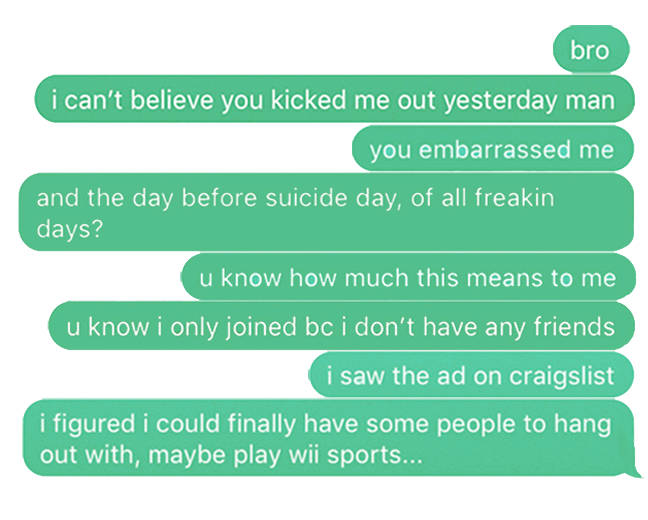 bro
i can’t believe you kicked me out yesterday man
you embarrassed me
and the day before suicide day, of all freakin
days?
u know how much this means to me
u know i only joined bc i don’t have any friends
i saw the ad on craigslist
i figured i could finally have some people to hang
out with, maybe play wii sports...